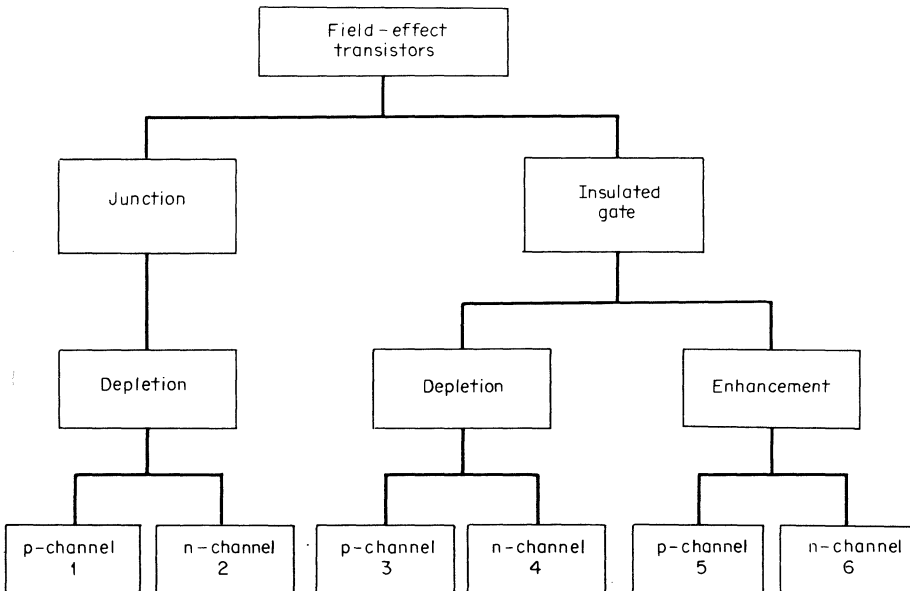 Field-effect
transistors
Junction
Insulated
gate
Depletion
Depletion
Enhancement
p-channel
1
n-channel
2
p-channel
3
n-channel
4
p-channel
5
n-channel
6